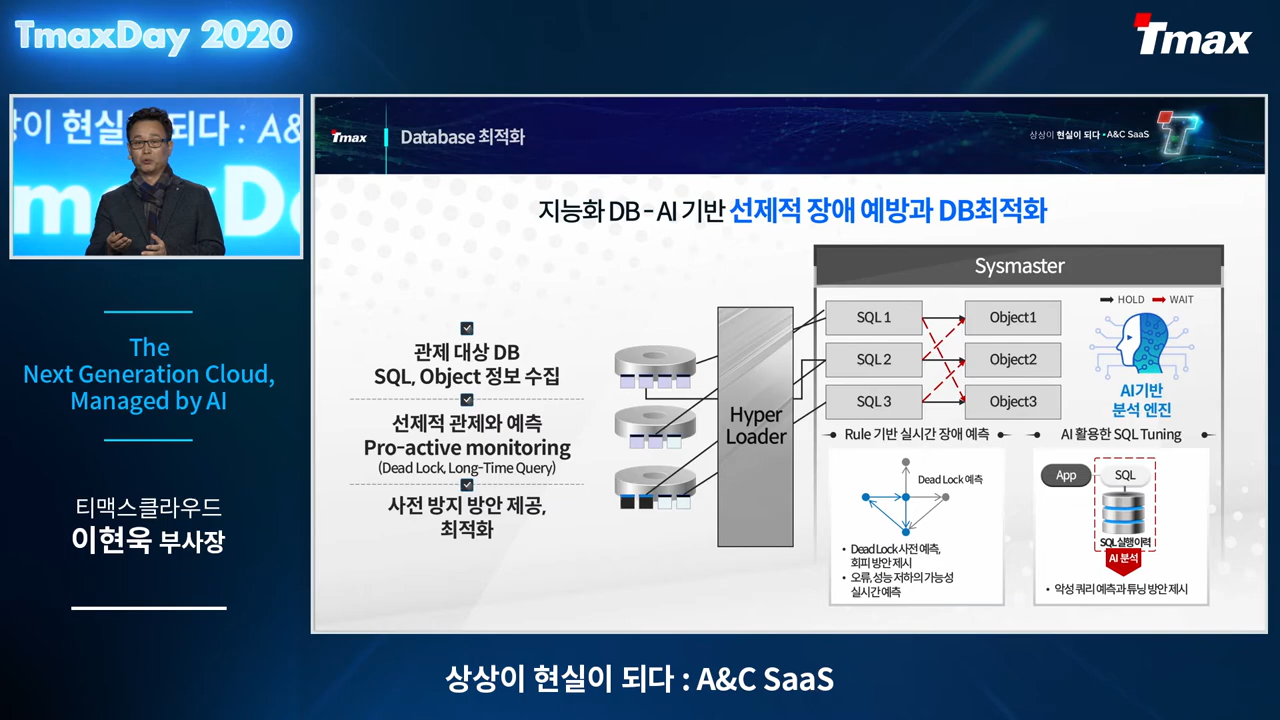 TmaxDay 2020
Tmax
상이 현실 되다 : A&
The
Next Generation Cloud,
Managed by AI
티맥스클라우드
이현욱 부사장
Tmax
Database 최적화
상상이 현실이 되다 • A&C SaaS
지능화 DB - AI 기반 선제적 장애 예방과 DB최적화
관제 대상 DB
SQL, Object 정보 수집
선제적 관제와 예측
Pro-active monitoring
(Dead Lock, Long-Time Query)
사전 방지 방안 제공,
최적화
Hyper
Loader
Sysmaster
SQL 1
Object1
SQL 2
Object2
SQL 3
Object3
HOLD
WAIT
AI기반
분석 엔진
Rule 기반 실시간 장애 예측
Dead Lock 예측
• Dead Lock 사전 예측,
회피 방안 제시
• 오류, 성능 저하의 가능성
실시간 예측
AI 활용한 SQL Tuning
App
SQL
SQL 실행 이력
AI 분석
• 악성 쿼리 예측과 튜닝 방안 제시
상상이 현실이 되다 : A&C SaaS